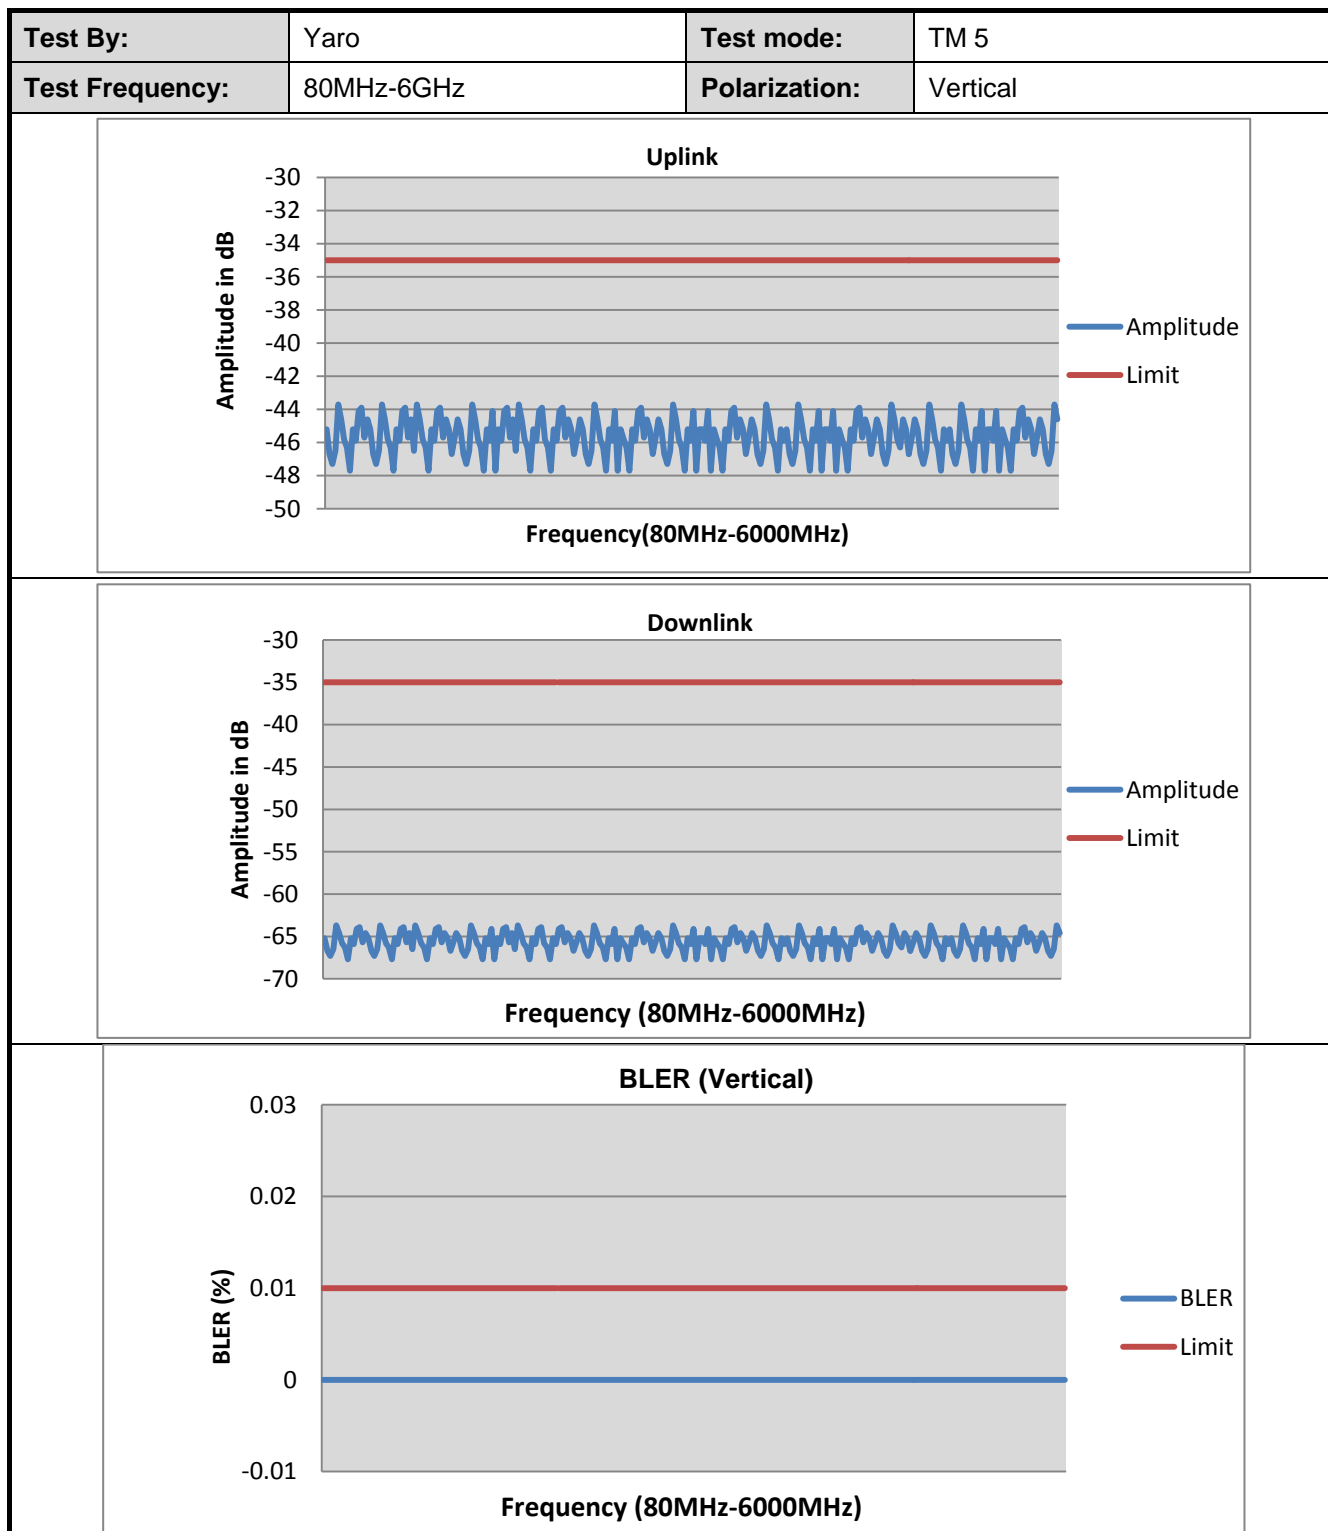 Test By: Yaro Test mode: TM 5
Test Frequency: 80MHz-6GHz Polarization: Vertical
Uplink
-30
-32
-34
-36
-38
-40
-42
-44
-46
-48
-50
Amplitude in dB
Amplitude
Limit
Frequency(80MHz-6000MHz)
Downlink
-30
-35
-40
-45
-50
-55
-60
-65
-70
Amplitude in dB
Amplitude
Limit
Frequency (80MHz-6000MHz)
BLER (Vertical)
0.03
0.02
0.01
0
-0.01
BLER (%)
BLER
Limit
Frequency (80MHz-6000MHz)